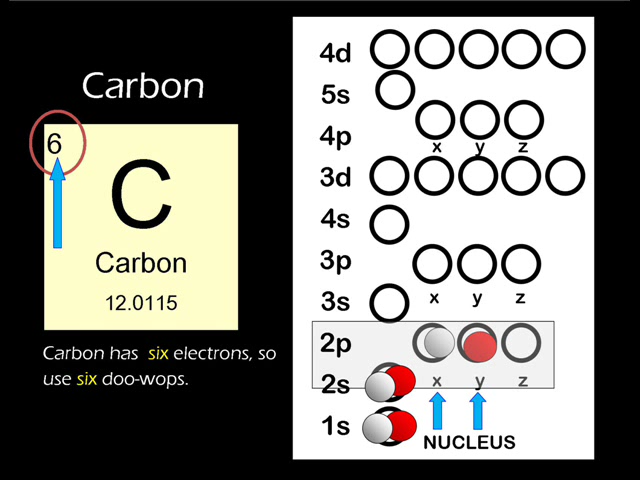 Carbon
6
C
Carbon
12.0115
Carbon has six electrons, so
use six doo-wops.
4d
5s
4p
x y z
3d
4s
3p
3s
x y z
2p
2s
x y z
1s
NUCLEUS